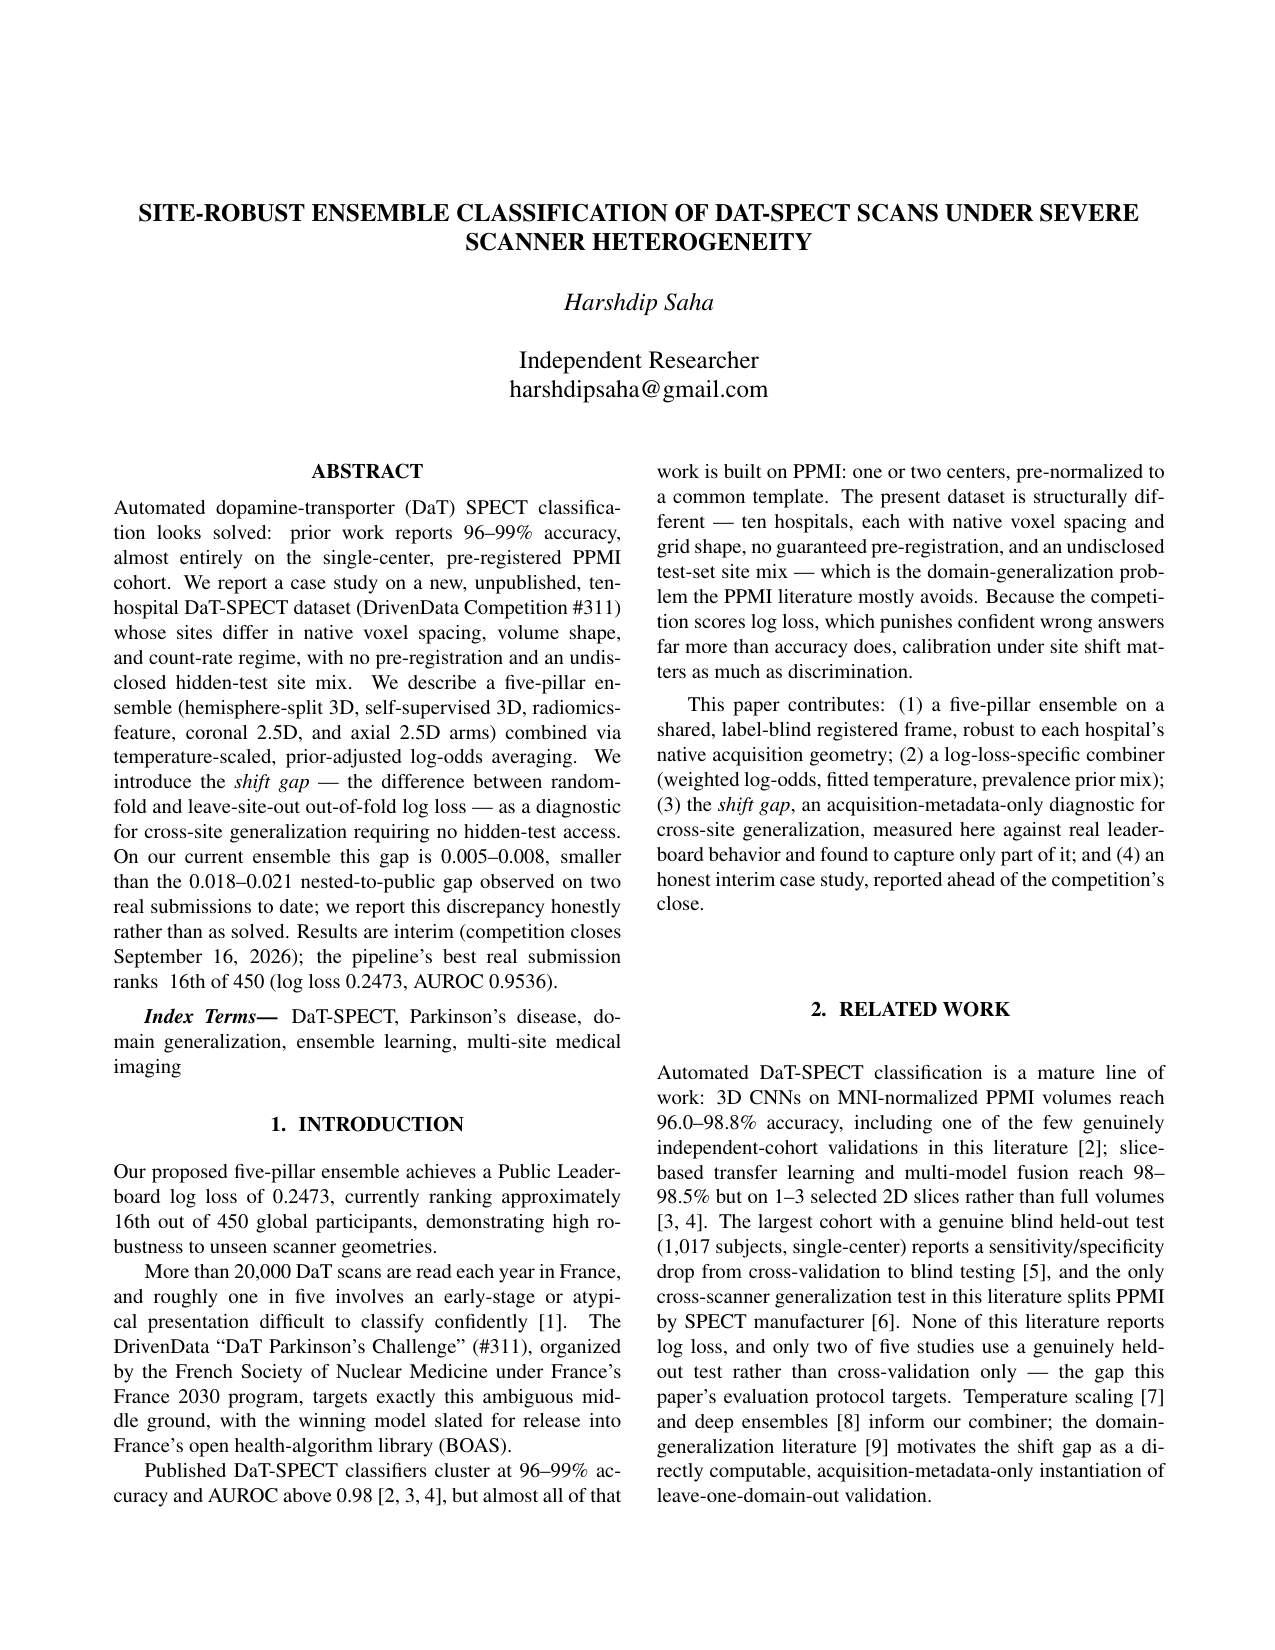 SITE-ROBUST ENSEMBLE CLASSIFICATION OF DAT-SPECT SCANS UNDER SEVERE
SCANNER HETEROGENEITY
Harshdip Saha
Independent Researcher
harshdipsaha@gmail.com
ABSTRACT
Automated dopamine-transporter (DaT) SPECT classifica-
tion looks solved: prior work reports 96–99% accuracy,
almost entirely on the single-center, pre-registered PPMI
cohort. We report a case study on a new, unpublished, ten-
hospital DaT-SPECT dataset (DrivenData Competition #311)
whose sites differ in native voxel spacing, volume shape,
and count-rate regime, with no pre-registration and an undis-
closed hidden-test site mix. We describe a five-pillar en-
semble (hemisphere-split 3D, self-supervised 3D, radiomics-
feature, coronal 2.5D, and axial 2.5D arms) combined via
temperature-scaled, prior-adjusted log-odds averaging. We
introduce the shift gap — the difference between random-
fold and leave-site-out out-of-fold log loss — as a diagnostic
for cross-site generalization requiring no hidden-test access.
On our current ensemble this gap is 0.005–0.008, smaller
than the 0.018–0.021 nested-to-public gap observed on two
real submissions to date; we report this discrepancy honestly
rather than as solved. Results are interim (competition closes
September 16, 2026); the pipeline's best real submission
ranks 16th of 450 (log loss 0.2473, AUROC 0.9536).
Index Terms— DaT-SPECT, Parkinson's disease, do-
main generalization, ensemble learning, multi-site medical
imaging
1. INTRODUCTION
Our proposed five-pillar ensemble achieves a Public Leader-
board log loss of 0.2473, currently ranking approximately
16th out of 450 global participants, demonstrating high ro-
bustness to unseen scanner geometries.
More than 20,000 DaT scans are read each year in France,
and roughly one in five involves an early-stage or atypi-
cal presentation difficult to classify confidently [1]. The
DrivenData “DaT Parkinson's Challenge” (#311), organized
by the French Society of Nuclear Medicine under France's
France 2030 program, targets exactly this ambiguous mid-
dle ground, with the winning model slated for release into
France's open health-algorithm library (BOAS).
Published DaT-SPECT classifiers cluster at 96–99% ac-
curacy and AUROC above 0.98 [2, 3, 4], but almost all of that
work is built on PPMI: one or two centers, pre-normalized to
a common template. The present dataset is structurally dif-
ferent — ten hospitals, each with native voxel spacing and
grid shape, no guaranteed pre-registration, and an undisclosed
test-set site mix — which is the domain-generalization prob-
lem the PPMI literature mostly avoids. Because the competi-
tion scores log loss, which punishes confident wrong answers
far more than accuracy does, calibration under site shift mat-
ters as much as discrimination.
This paper contributes: (1) a five-pillar ensemble on a
shared, label-blind registered frame, robust to each hospital's
native acquisition geometry; (2) a log-loss-specific combiner
(weighted log-odds, fitted temperature, prevalence prior mix);
(3) the shift gap, an acquisition-metadata-only diagnostic for
cross-site generalization, measured here against real leader-
board behavior and found to capture only part of it; and (4) an
honest interim case study, reported ahead of the competition's
close.
2. RELATED WORK
Automated DaT-SPECT classification is a mature line of
work: 3D CNNs on MNI-normalized PPMI volumes reach
96.0–98.8% accuracy, including one of the few genuinely
independent-cohort validations in this literature [2]; slice-
based transfer learning and multi-model fusion reach 98–
98.5% but on 1–3 selected 2D slices rather than full volumes
[3, 4]. The largest cohort with a genuine blind held-out test
(1,017 subjects, single-center) reports a sensitivity/specificity
drop from cross-validation to blind testing [5], and the only
cross-scanner generalization test in this literature splits PPMI
by SPECT manufacturer [6]. None of this literature reports
log loss, and only two of five studies use a genuinely held-
out test rather than cross-validation only — the gap this
paper's evaluation protocol targets. Temperature scaling [7]
and deep ensembles [8] inform our combiner; the domain-
generalization literature [9] motivates the shift gap as a di-
rectly computable, acquisition-metadata-only instantiation of
leave-one-domain-out validation.